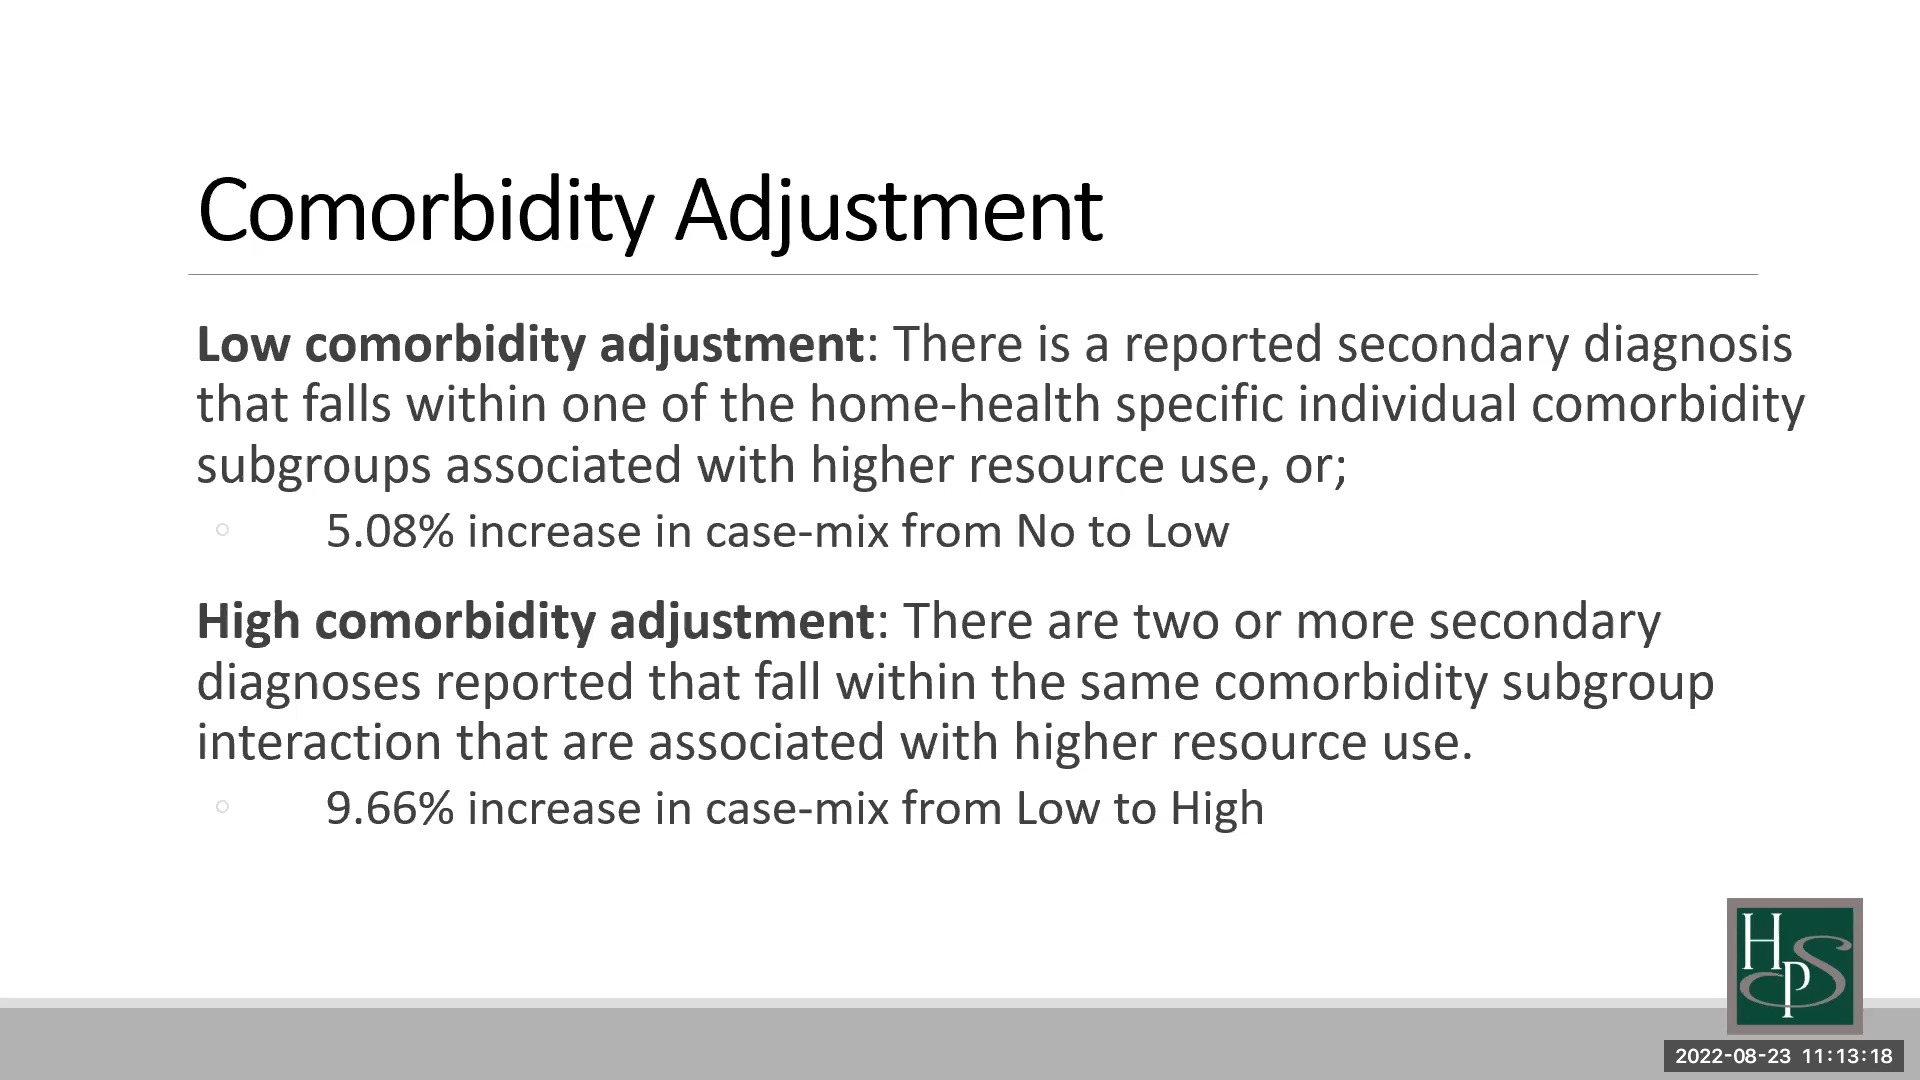 Comorbidity Adjustment
Low comorbidity adjustment: There is a reported secondary diagnosis
that falls within one of the home-health specific individual comorbidity
subgroups associated with higher resource use, or;
5.08% increase in case-mix from No to Low
High comorbidity adjustment: There are two or more secondary
diagnoses reported that fall within the same comorbidity subgroup
interaction that are associated with higher resource use.
9.66% increase in case-mix from Low to High
HPS
2022-08-23 11:13:18